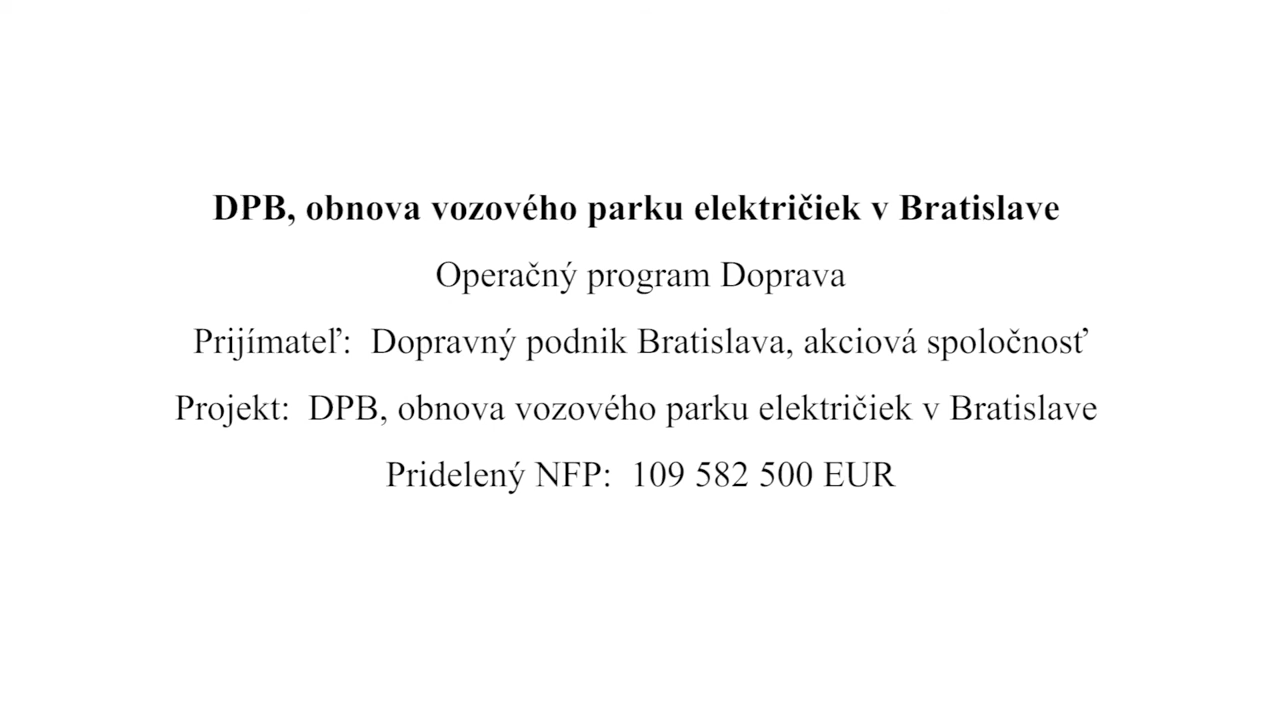 DPB, obnova vozového parku električiek v Bratislave
Operačný program Doprava
Prijímateľ: Dopravný podnik Bratislava, akciová spoločnosť
Projekt: DPB, obnova vozového parku električiek v Bratislave
Pridelený NFP: 109 582 500 EUR